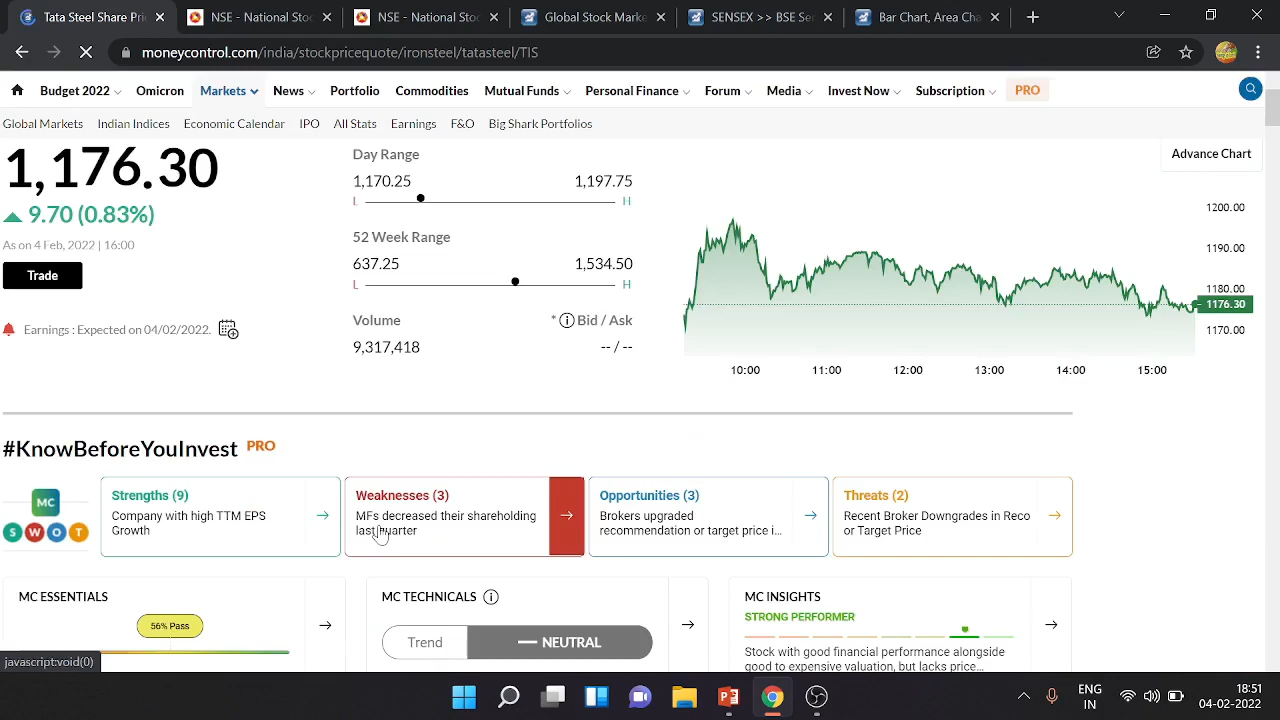 Tata Steel Stock Pric
NSE - National Stoc
NSE - National Stoc
Global Stock Marke
SENSEX >> BSE Sen
Bar Chart, Area Cha
moneycontrol.com/india/stockpricequote/ironsteel/tatasteel/TIS
Budget 2022 Omicron Markets News Portfolio Commodities Mutual Funds Personal Finance Forum Media Invest Now Subscription PRO
Global Markets Indian Indices Economic Calendar IPO All Stats Earnings F&O Big Shark Portfolios
1,176.30
9.70 (0.83%)
As on 4 Feb, 2022 | 16:00
Trade
Earnings : Expected on 04/02/2022.
Day Range
1,170.25 1,197.75
L H
52 Week Range
637.25 1,534.50
L H
Volume * Bid / Ask
9,317,418 -- / --
Advance Chart
1200.00
1190.00
1180.00
1176.30
1170.00
10:00 11:00 12:00 13:00 14:00 15:00
#KnowBeforeYouInvest PRO
MC
S W O T
Strengths (9)
Company with high TTM EPS
Growth
Weaknesses (3)
MFs decreased their shareholding
last quarter
Opportunities (3)
Brokers upgraded
recommendation or target price i...
Threats (2)
Recent Broker Downgrades in Reco
or Target Price
MC ESSENTIALS
56% Pass
MC TECHNICALS
Trend NEUTRAL
MC INSIGHTS
STRONG PERFORMER
Stock with good financial performance alongside
good to expensive valuation, but lacks price...
javascript:void(0)
ENG
IN
18:51
04-02-2022